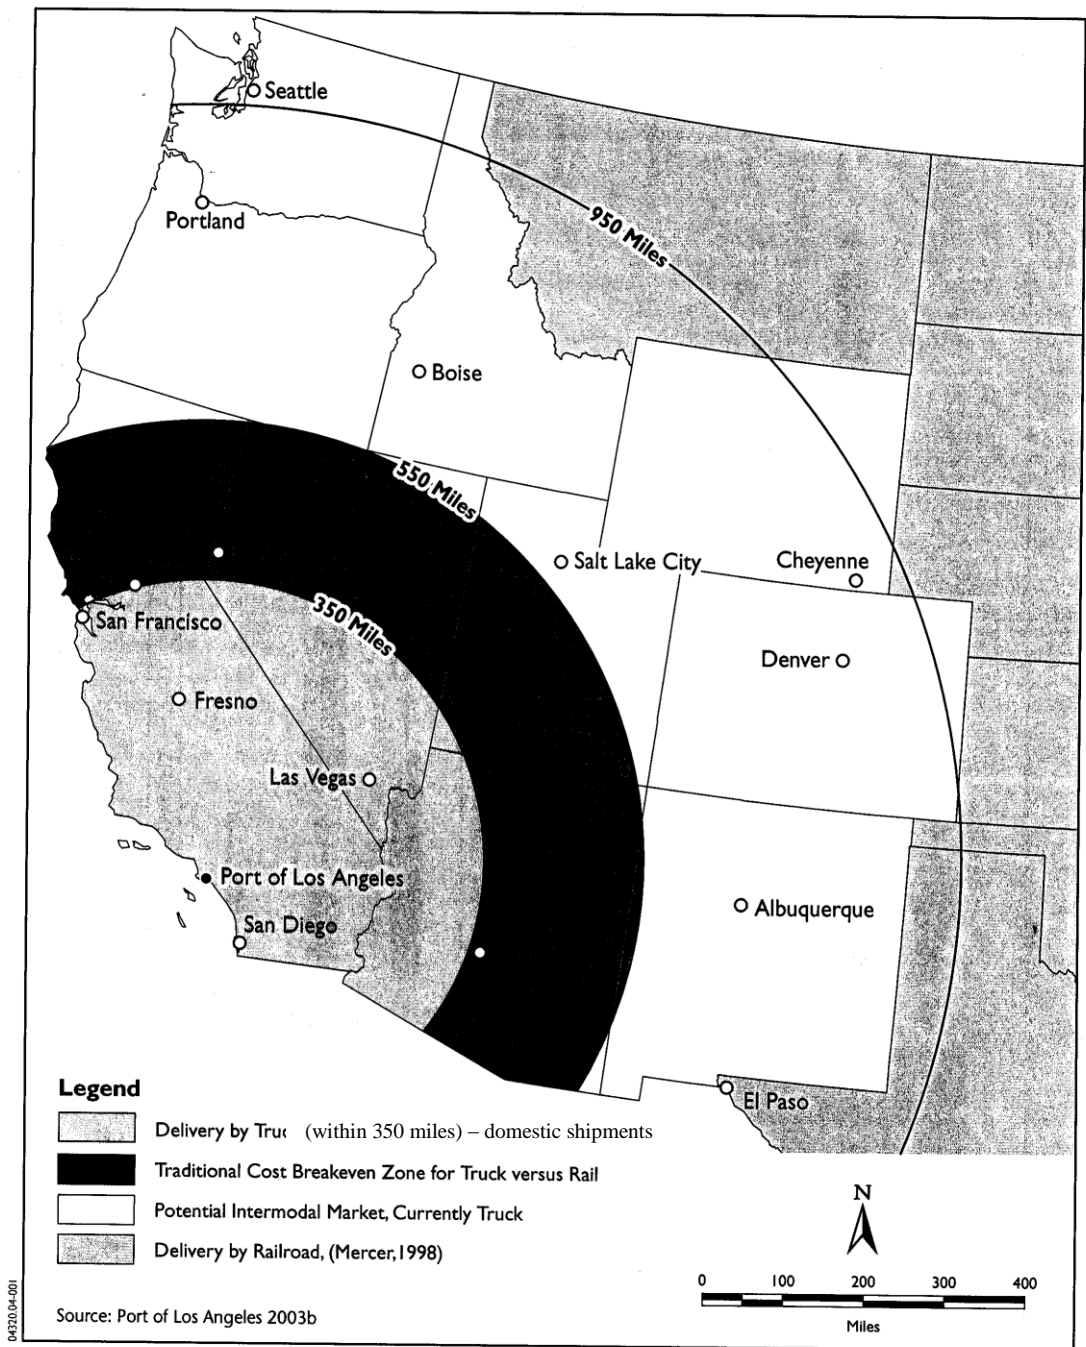 Seattle
Portland
950 Miles
Boise
550 Miles
Salt Lake City
Cheyenne
350 Miles
San Francisco
Denver
Fresno
Las Vegas
Port of Los Angeles
Albuquerque
San Diego
El Paso
Legend
Delivery by Truc (within 350 miles) – domestic shipments
Traditional Cost Breakeven Zone for Truck versus Rail
Potential Intermodal Market, Currently Truck
Delivery by Railroad, (Mercer,1998)
N
0 100 200 300 400
Miles
Source: Port of Los Angeles 2003b
04320.04-001